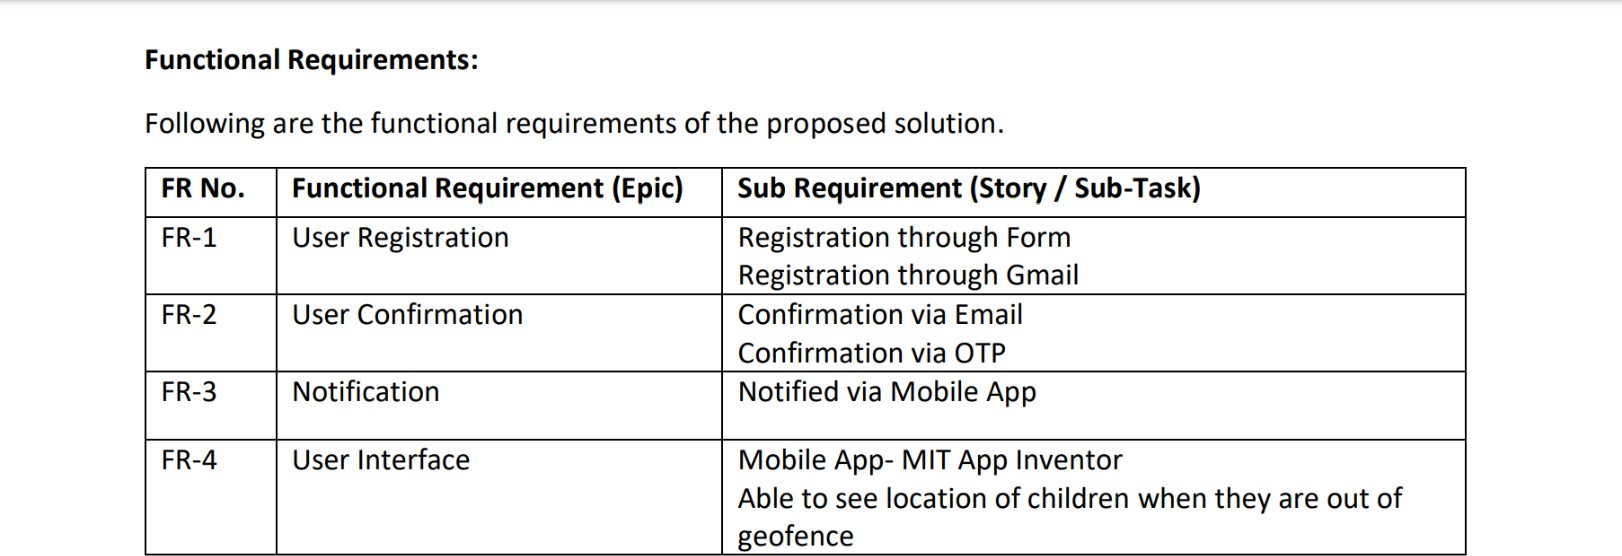 Functional Requirements:
Following are the functional requirements of the proposed solution.
FR No. Functional Requirement (Epic) Sub Requirement (Story / Sub-Task)
FR-1 User Registration Registration through Form
Registration through Gmail
FR-2 User Confirmation Confirmation via Email
Confirmation via OTP
FR-3 Notification Notified via Mobile App
FR-4 User Interface Mobile App- MIT App Inventor
Able to see location of children when they are out of
geofence